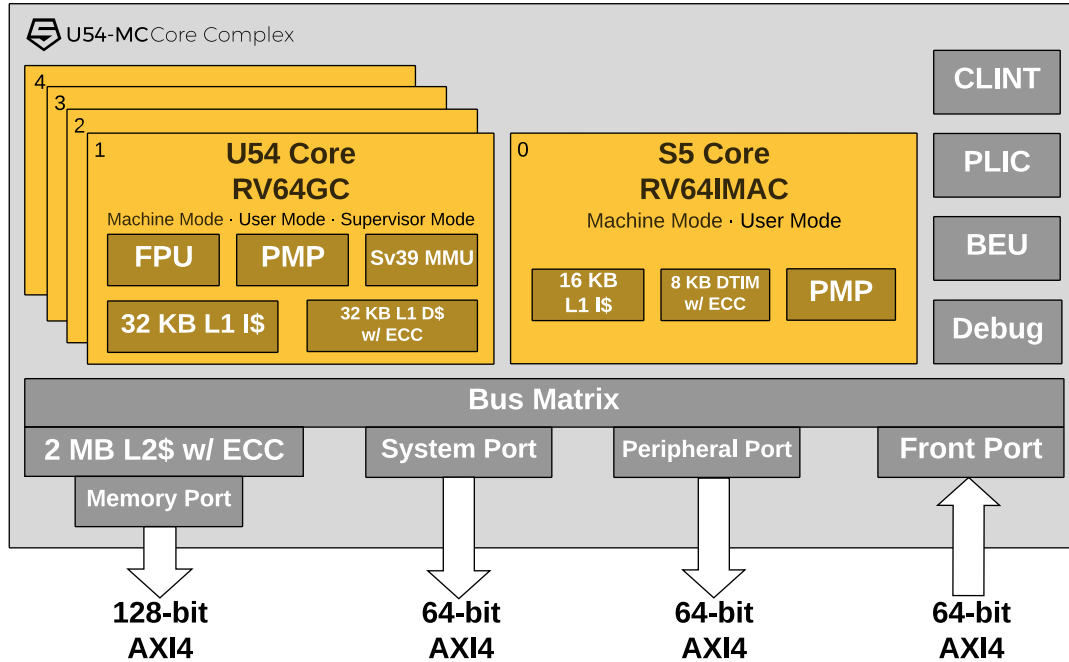 U54-MC Core Complex
4
3
2
1
U54 Core
RV64GC
Machine Mode · User Mode · Supervisor Mode
FPU
PMP
Sv39 MMU
32 KB L1 I$
32 KB L1 D$
w/ ECC
0
S5 Core
RV64IMAC
Machine Mode · User Mode
16 KB
L1 I$
8 KB DTIM
w/ ECC
PMP
CLINT
PLIC
BEU
Debug
Bus Matrix
2 MB L2$ w/ ECC
System Port
Peripheral Port
Front Port
Memory Port
128-bit
AXI4
64-bit
AXI4
64-bit
AXI4
64-bit
AXI4